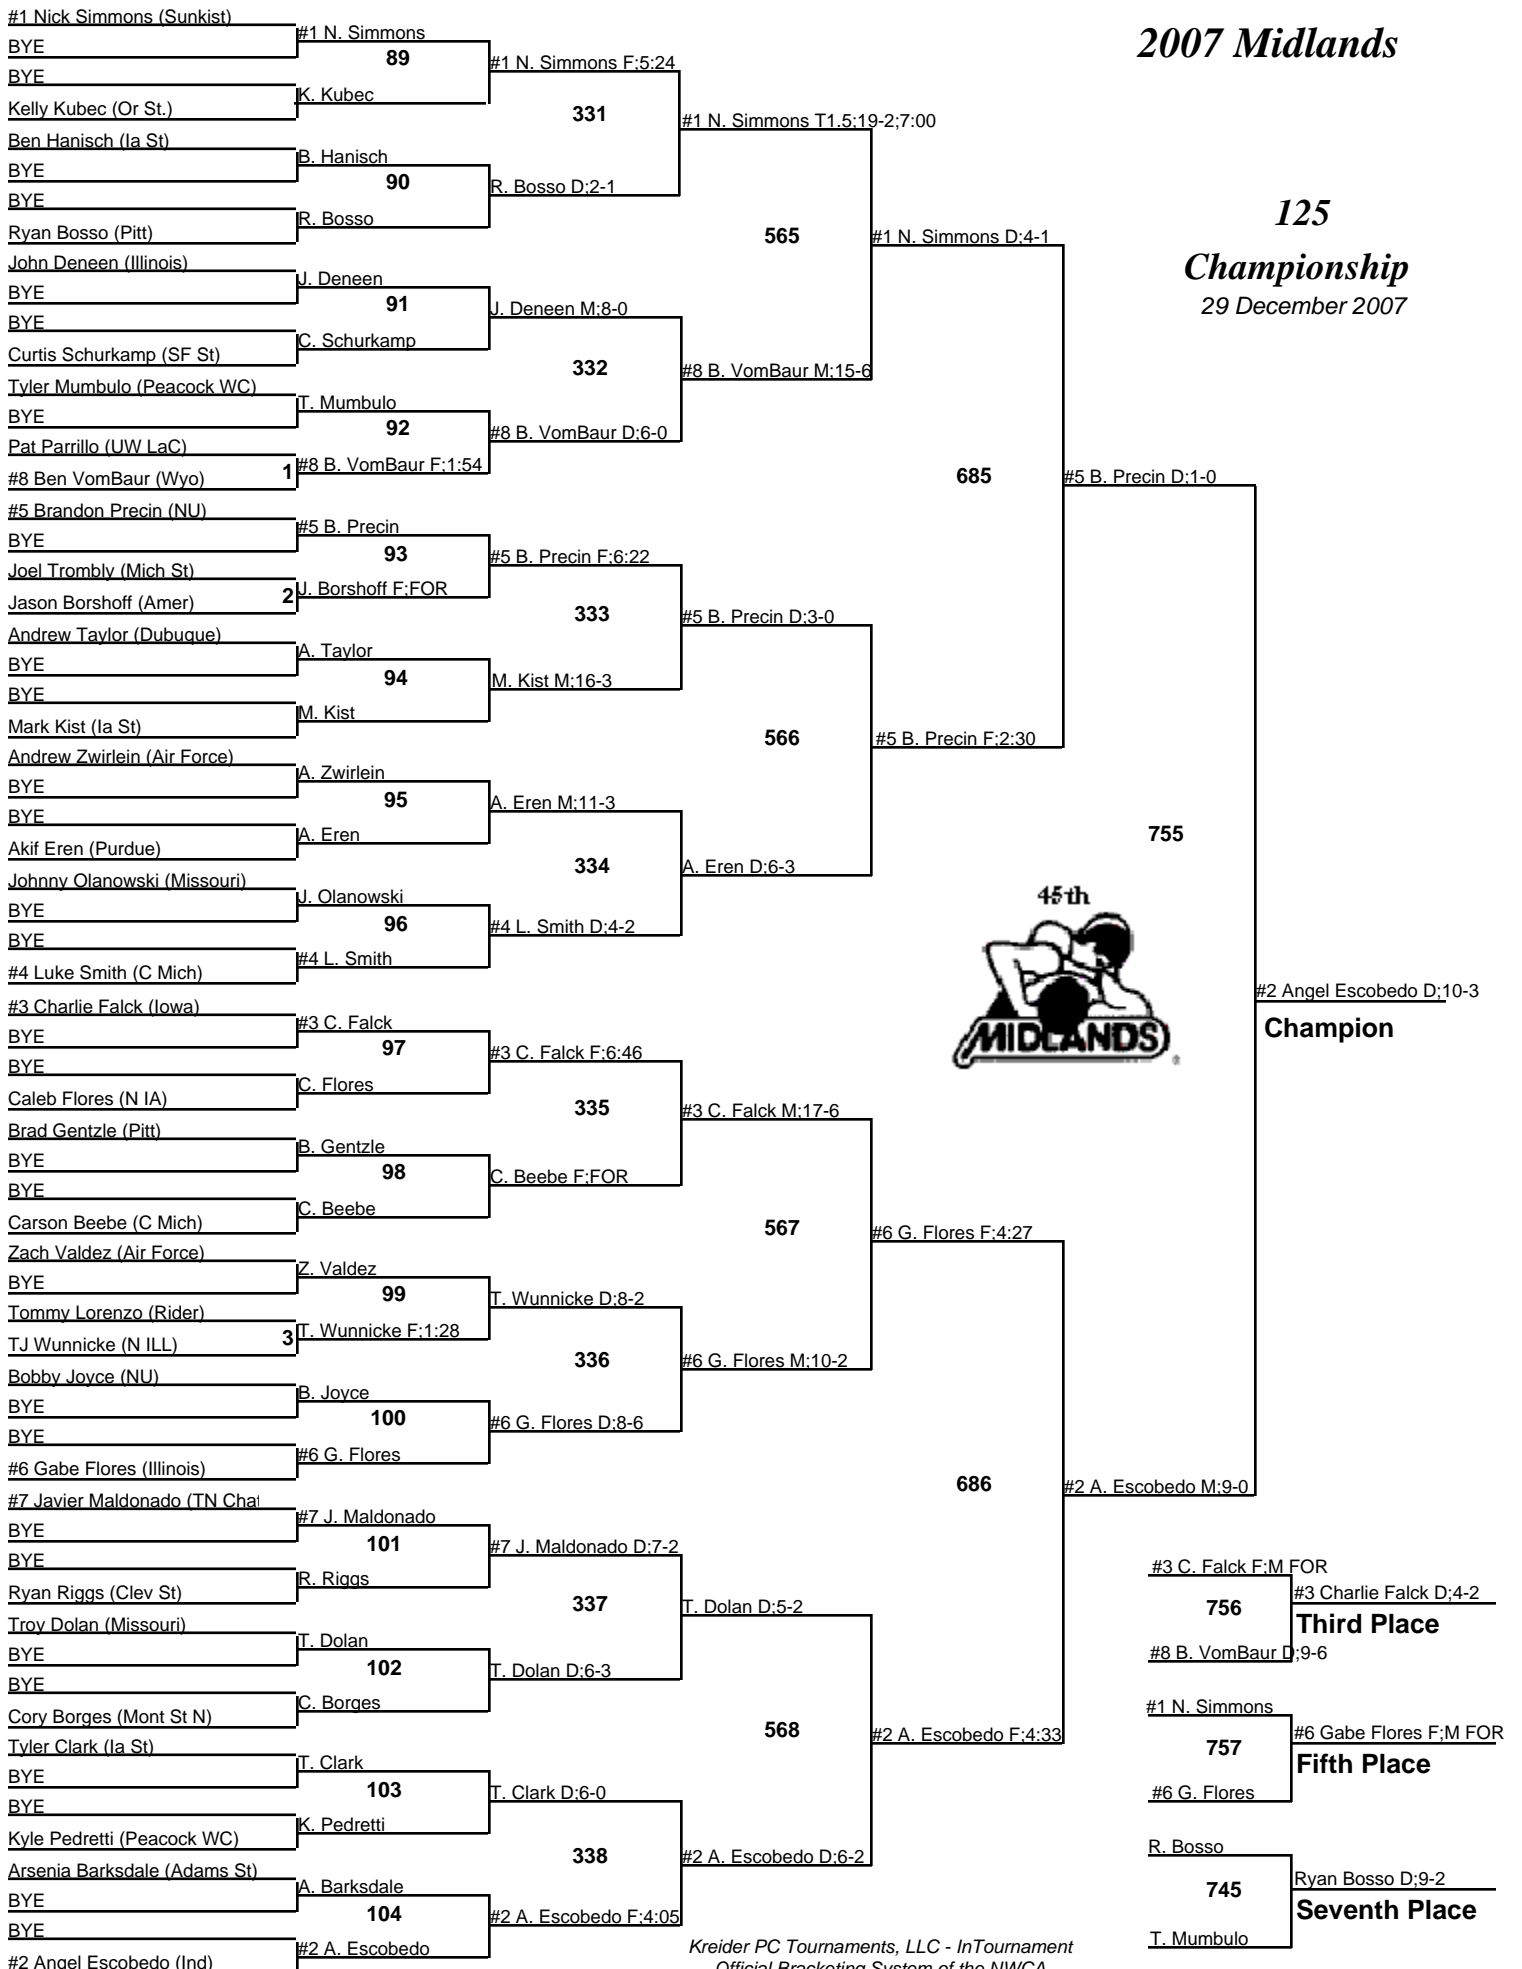 2007 Midlands
125
Championship
29 December 2007
#1 Nick Simmons (Sunkist)
BYE
BYE
Kelly Kubec (Or St.)
Ben Hanisch (Ia St)
BYE
BYE
Ryan Bosso (Pitt)
John Deneen (Illinois)
BYE
BYE
Curtis Schurkamp (SF St)
Tyler Mumbulo (Peacock WC)
BYE
Pat Parrillo (UW LaC)
1
#8 Ben VomBaur (Wyo)
#5 Brandon Precin (NU)
BYE
Joel Trombly (Mich St)
2
Jason Borshoff (Amer)
Andrew Taylor (Dubuque)
BYE
BYE
Mark Kist (Ia St)
Andrew Zwirlein (Air Force)
BYE
BYE
Akif Eren (Purdue)
Johnny Olanowski (Missouri)
BYE
BYE
#4 Luke Smith (C Mich)
#3 Charlie Falck (Iowa)
BYE
BYE
Caleb Flores (N IA)
Brad Gentzle (Pitt)
BYE
BYE
Carson Beebe (C Mich)
Zach Valdez (Air Force)
BYE
Tommy Lorenzo (Rider)
3
TJ Wunnicke (N ILL)
Bobby Joyce (NU)
BYE
BYE
#6 Gabe Flores (Illinois)
#7 Javier Maldonado (TN Chat
BYE
BYE
Ryan Riggs (Clev St)
Troy Dolan (Missouri)
BYE
BYE
Cory Borges (Mont St N)
Tyler Clark (Ia St)
BYE
BYE
Kyle Pedretti (Peacock WC)
Arsenia Barksdale (Adams St)
BYE
BYE
#2 Angel Escobedo (Ind)
#1 N. Simmons
89
K. Kubec
B. Hanisch
90
R. Bosso
J. Deneen
91
C. Schurkamp
T. Mumbulo
92
#8 B. VomBaur F;1:54
#5 B. Precin
93
J. Borshoff F;FOR
A. Taylor
94
M. Kist
A. Zwirlein
95
A. Eren
J. Olanowski
96
#4 L. Smith
#3 C. Falck
97
C. Flores
B. Gentzle
98
C. Beebe
Z. Valdez
99
T. Wunnicke F;1:28
B. Joyce
100
#6 G. Flores
#7 J. Maldonado
101
R. Riggs
T. Dolan
102
C. Borges
T. Clark
103
K. Pedretti
A. Barksdale
104
#2 A. Escobedo
#1 N. Simmons F;5:24
331
R. Bosso D;2-1
J. Deneen M;8-0
332
#8 B. VomBaur D;6-0
#5 B. Precin F;6:22
333
M. Kist M;16-3
A. Eren M;11-3
334
#4 L. Smith D;4-2
#3 C. Falck F;6:46
335
C. Beebe F;FOR
T. Wunnicke D;8-2
336
#6 G. Flores D;8-6
#7 J. Maldonado D;7-2
337
T. Dolan D;6-3
T. Clark D;6-0
338
#2 A. Escobedo F;4:05
#1 N. Simmons T1.5;19-2;7:00
565
#8 B. VomBaur M;15-6
#5 B. Precin D;3-0
566
A. Eren D;6-3
#3 C. Falck M;17-6
567
#6 G. Flores M;10-2
T. Dolan D;5-2
568
#2 A. Escobedo D;6-2
#1 N. Simmons D;4-1
685
#5 B. Precin F;2:30
#6 G. Flores F;4:27
686
#2 A. Escobedo F;4:33
#5 B. Precin D;1-0
755
#2 A. Escobedo M;9-0
45th
MIDLANDS
#2 Angel Escobedo D;10-3
Champion
#3 C. Falck F;M FOR
756
#8 B. VomBaur D;9-6
#3 Charlie Falck D;4-2
Third Place
#1 N. Simmons
757
#6 G. Flores
#6 Gabe Flores F;M FOR
Fifth Place
R. Bosso
745
T. Mumbulo
Ryan Bosso D;9-2
Seventh Place
Kreider PC Tournaments, LLC - InTournament
Official Bracketing System of the NWCA